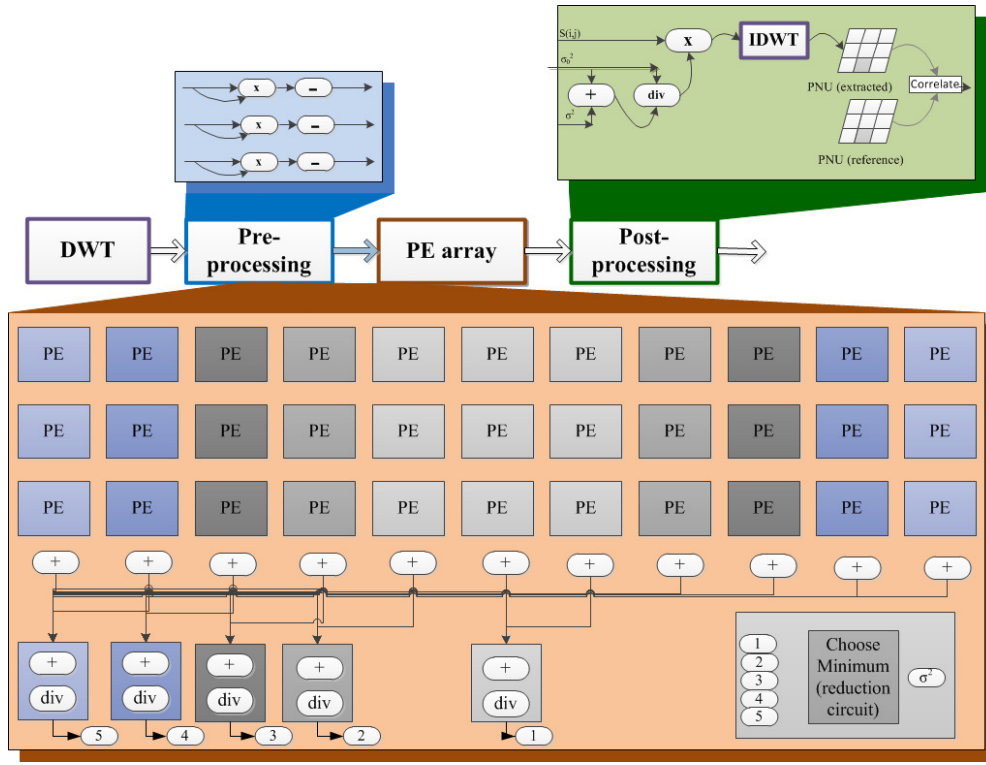 S(i,j)
x
IDWT
σ₀²
+
div
σ²
PNU (extracted)
Correlate
PNU (reference)
x
–
x
–
x
–
DWT
Pre-
processing
PE array
Post-
processing
PE PE PE PE PE PE PE PE PE PE PE
PE PE PE PE PE PE PE PE PE PE PE
PE PE PE PE PE PE PE PE PE PE PE
+ + + + + + + + + + +
+ + + + +
div div div div div
5 4 3 2 1
1
2
3
4
5
Choose
Minimum
(reduction
circuit)
σ²